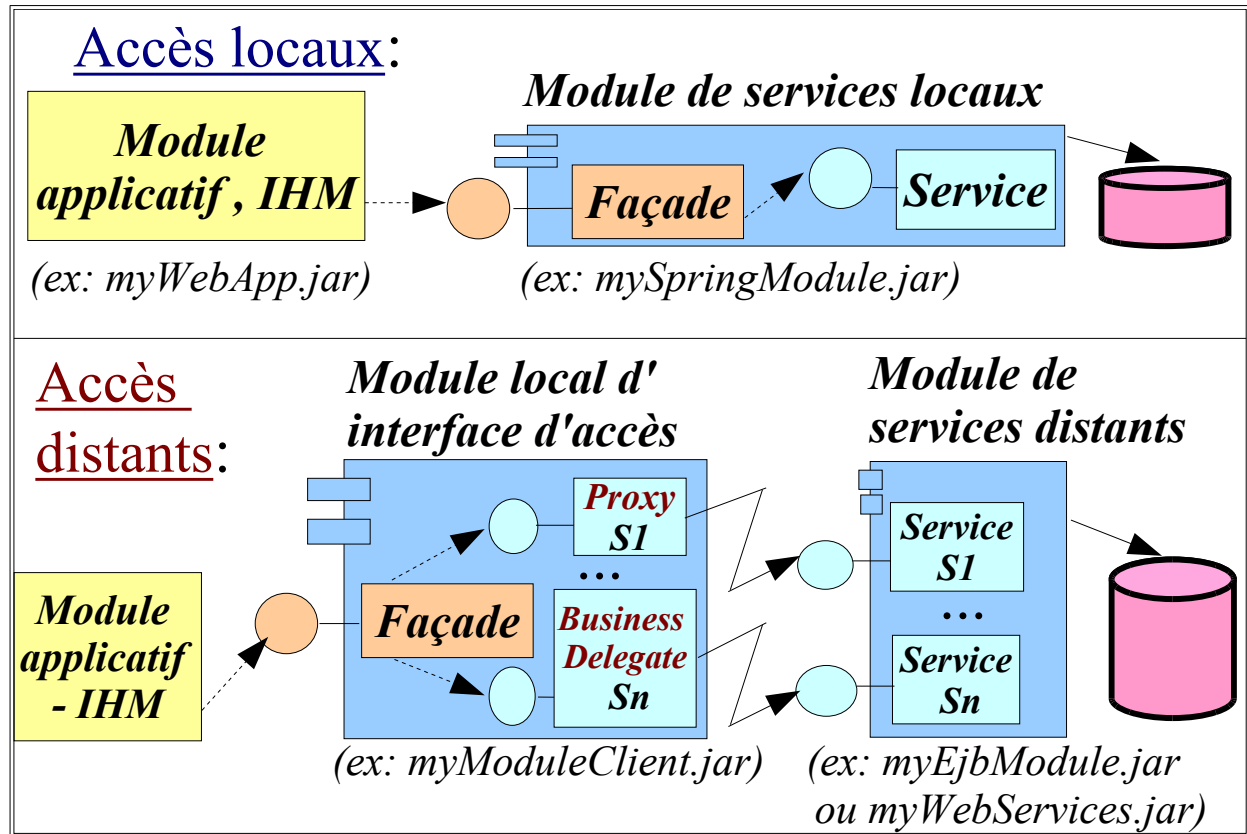 Accès locaux:
Module
applicatif , IHM
(ex: myWebApp.jar)
Module de services locaux
Façade
Service
(ex: mySpringModule.jar)
Accès
distants:
Module local d'
interface d'accès
Module de
services distants
Module
applicatif
- IHM
Façade
Proxy
S1
...
Business
Delegate
Sn
Service
S1
...
Service
Sn
(ex: myModuleClient.jar)
(ex: myEjbModule.jar
ou myWebServices.jar)